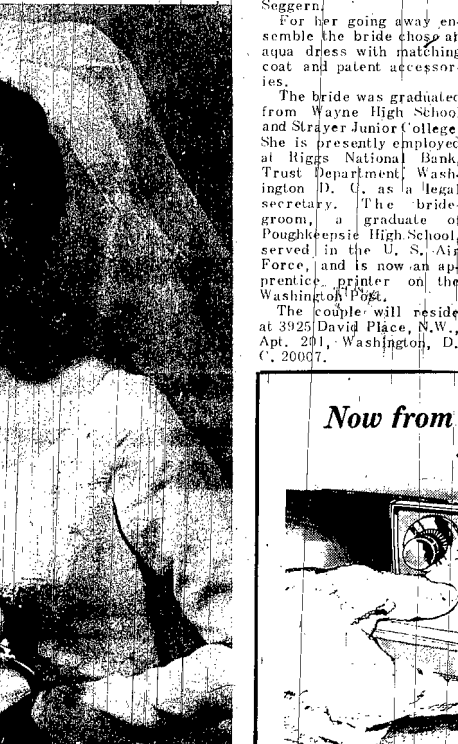 Seggern.
For her going away en-
semble the bride chose an
aqua dress with matching
coat and patent accessor-
ies.
The bride was graduated
from Wayne High School
and Strayer Junior College.
She is presently employed
at Riggs National Bank,
Trust Department, Wash-
ington D. C. as a legal
secretary. The bride-
groom, a graduate of
Poughkeepsie High School,
served in the U. S. Air
Force, and is now an ap-
prentice printer on the
Washington Post.
The couple will reside
at 3925 David Place, N.W.,
Apt. 201, Washington, D.
C. 20007.
Now from